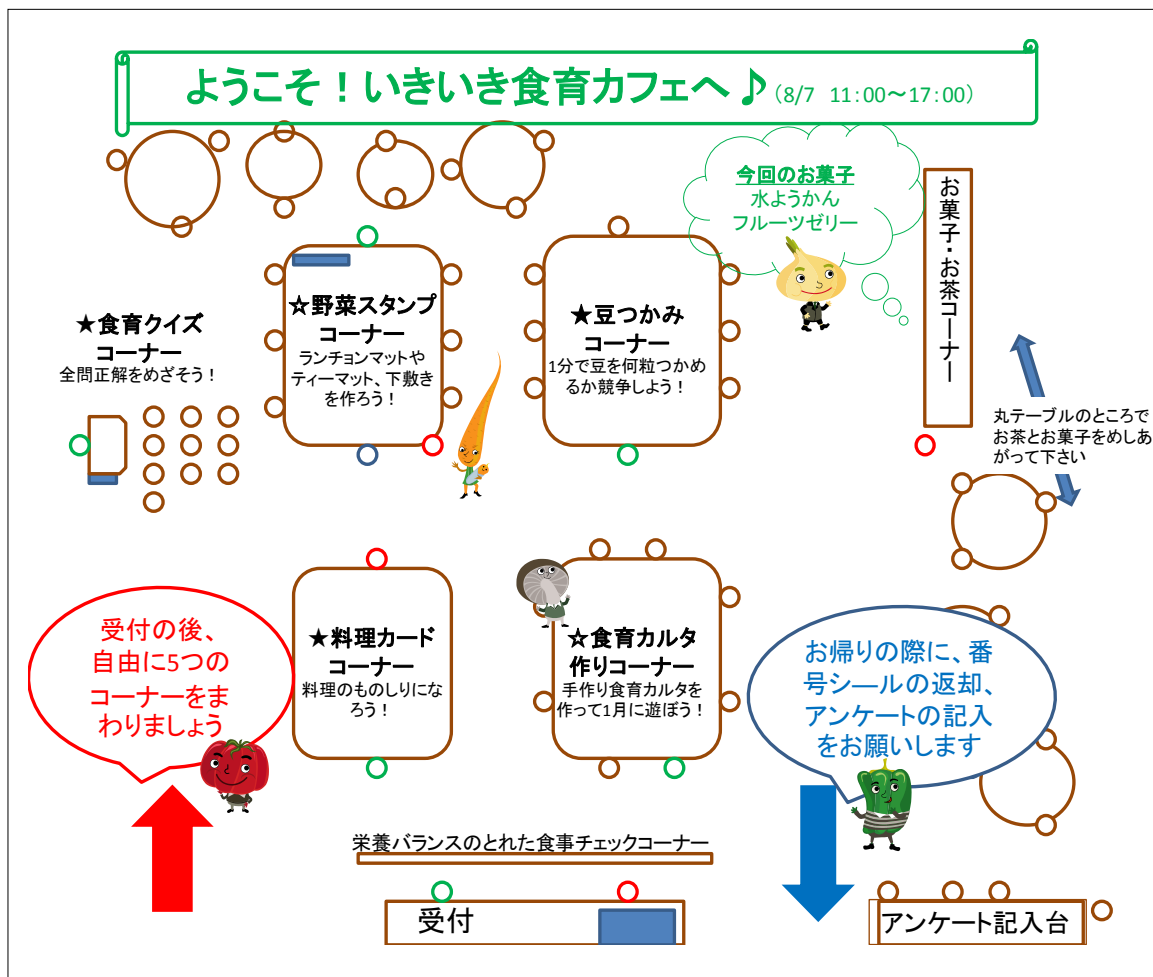 ようこそ！いきいき食育カフェへ♪(8/7 11:00～17:00)
今回のお菓子
水ようかん
フルーツゼリー
お菓子・お茶コーナー
★食育クイズ
コーナー
全問正解をめざそう！
☆野菜スタンプ
コーナー
ランチョンマットや
ティーマット、下敷き
を作ろう！
★豆つかみ
コーナー
1分で豆を何粒つかめ
るか競争しよう！
丸テーブルのところで
お茶とお菓子をめしあ
がって下さい
受付の後、
自由に5つの
コーナーをま
わりましょう
★料理カード
コーナー
料理のものしりにな
ろう！
☆食育カルタ
作りコーナー
手作り食育カルタを
作って1月に遊ぼう！
お帰りの際に、番
号シールの返却、
アンケートの記入
をお願いします
栄養バランスのとれた食事チェックコーナー
受付
アンケート記入台